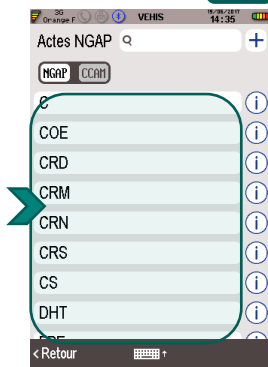 3G
Orange F VEHIS 14:35
Actes NGAP
NGAP CCAM
C
COE
CRD
CRM
CRN
CRS
CS
DHT
< Retour